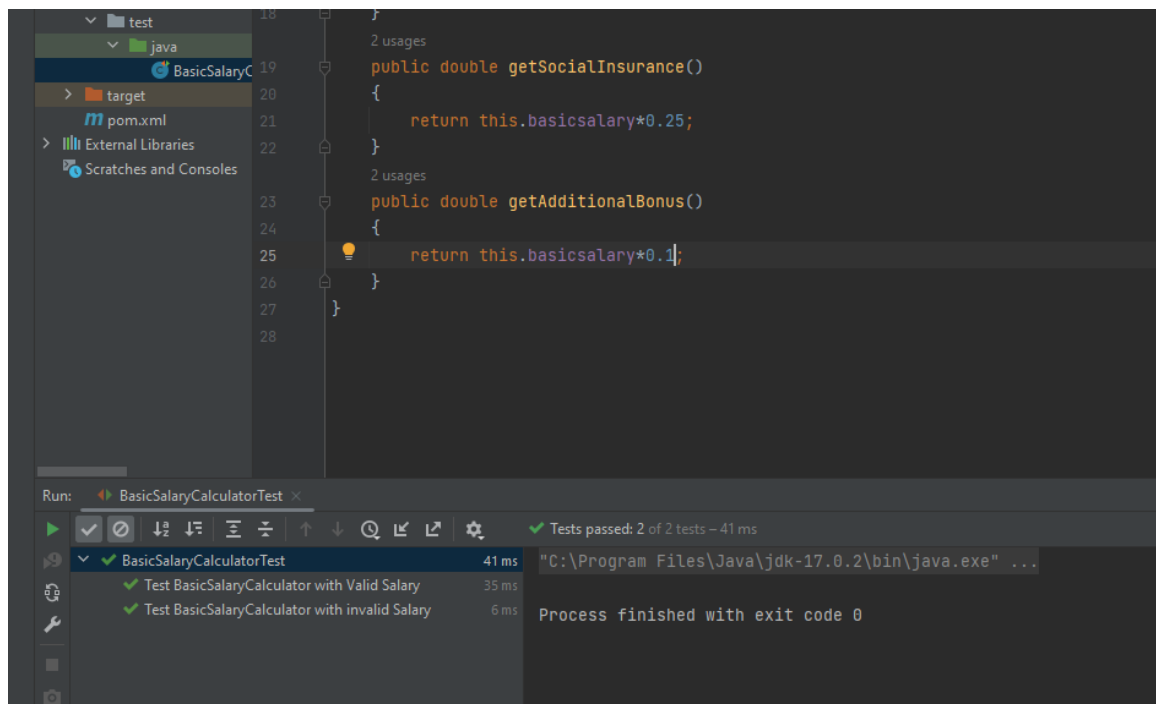 test
java
BasicSalaryC
target
pom.xml
External Libraries
Scratches and Consoles
18 }
2 usages
19 public double getSocialInsurance()
20 {
21 return this.basicsalary*0.25;
22 }
2 usages
23 public double getAdditionalBonus()
24 {
25 return this.basicsalary*0.1;
26 }
27 }
28
Run: BasicSalaryCalculatorTest
Tests passed: 2 of 2 tests – 41 ms
BasicSalaryCalculatorTest 41 ms
Test BasicSalaryCalculator with Valid Salary 35 ms
Test BasicSalaryCalculator with invalid Salary 6 ms
"C:\Program Files\Java\jdk-17.0.2\bin\java.exe" ...
Process finished with exit code 0